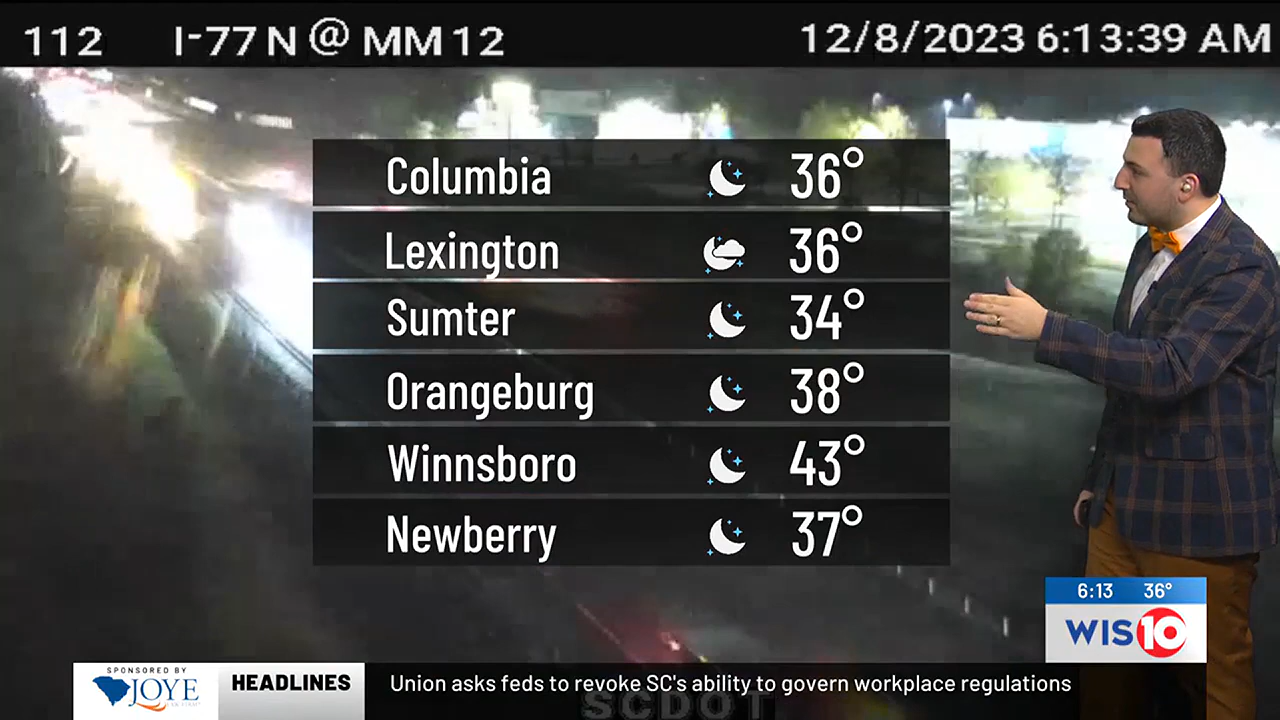 112 I-77 N @ MM 12 12/8/2023 6:13:39 AM
Columbia 36°
Lexington 36°
Sumter 34°
Orangeburg 38°
Winnsboro 43°
Newberry 37°
6:13 36°
WIS10
SPONSORED BY
JOYE
LAW FIRM
HEADLINES
Union asks feds to revoke SC's ability to govern workplace regulations
SCDOT